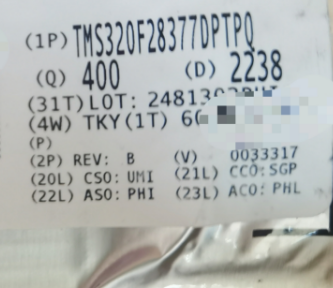 (1P) TMS320F28377DPTPQ
(Q) 400 (D) 2238
(31T) LOT:
(4W) TKY (1T)
(P)
(2P) REV: B (V) 0033317
(20L) CSO: UMI (21L) CCO: SGP
(22L) ASO: PHI (23L) ACO: PHL